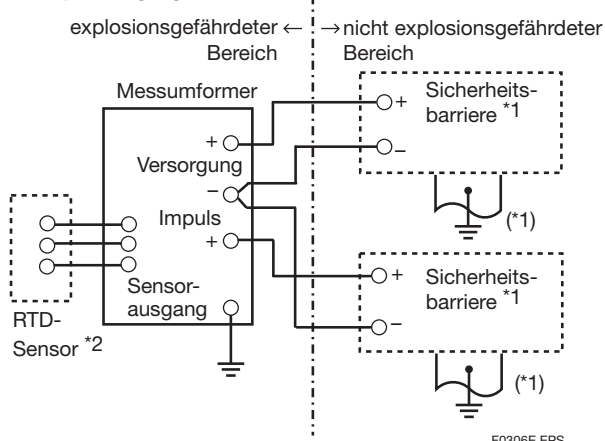 explosionsgefährdeter ← → nicht explosionsgefährdeter
Bereich Bereich
Messumformer
Sicherheits-
barriere *1
+
+
Versorgung
–
–
(*1)
Impuls
+
+
Sicherheits-
barriere *1
Sensor-
ausgang
–
RTD-
Sensor *2
(*1)
F0306E.EPS